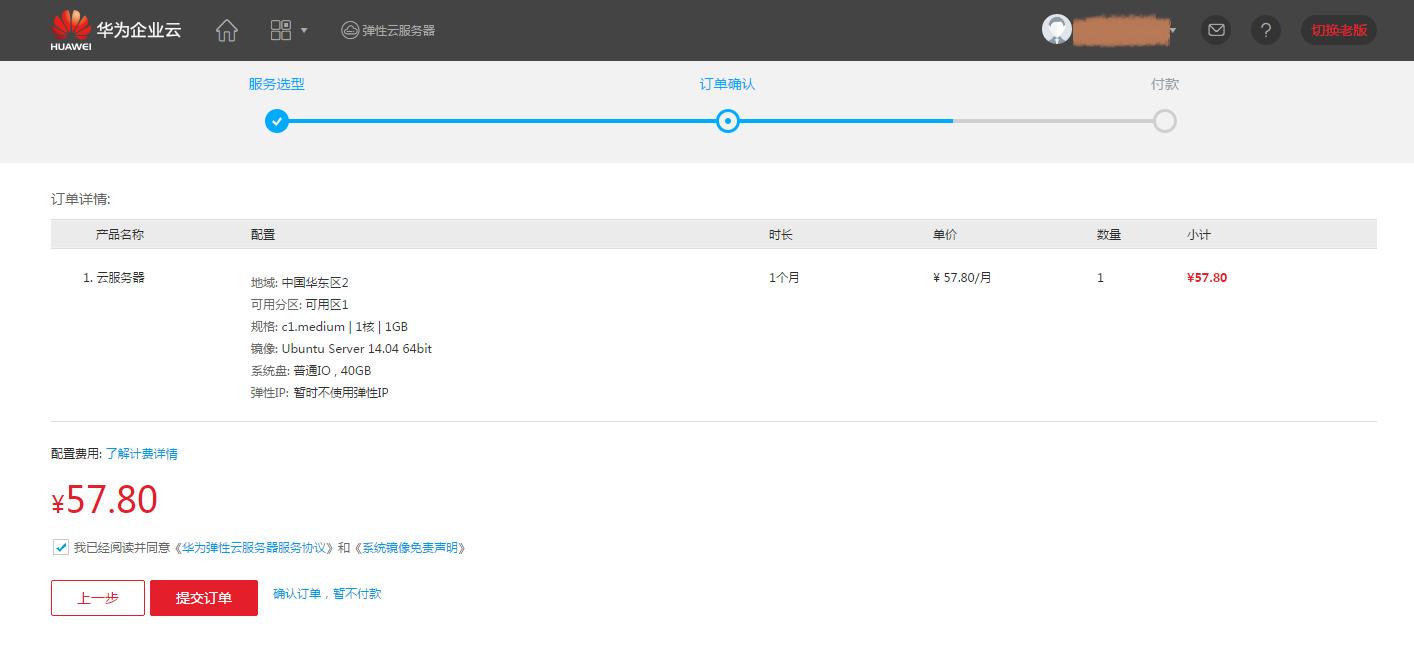 HUAWEI 华为企业云 弹性云服务器 ? 切换老版
服务选型 订单确认 付款
订单详情:
产品名称 配置 时长 单价 数量 小计
1. 云服务器 1个月 ¥ 57.80/月 1 ¥57.80
地域: 中国华东区2
可用分区: 可用区1
规格: c1.medium | 1核 | 1GB
镜像: Ubuntu Server 14.04 64bit
系统盘: 普通IO , 40GB
弹性IP: 暂时不使用弹性IP
配置费用: 了解计费详情
¥57.80
我已经阅读并同意《华为弹性云服务器服务协议》和《系统镜像免责声明》
上一步 提交订单 确认订单，暂不付款